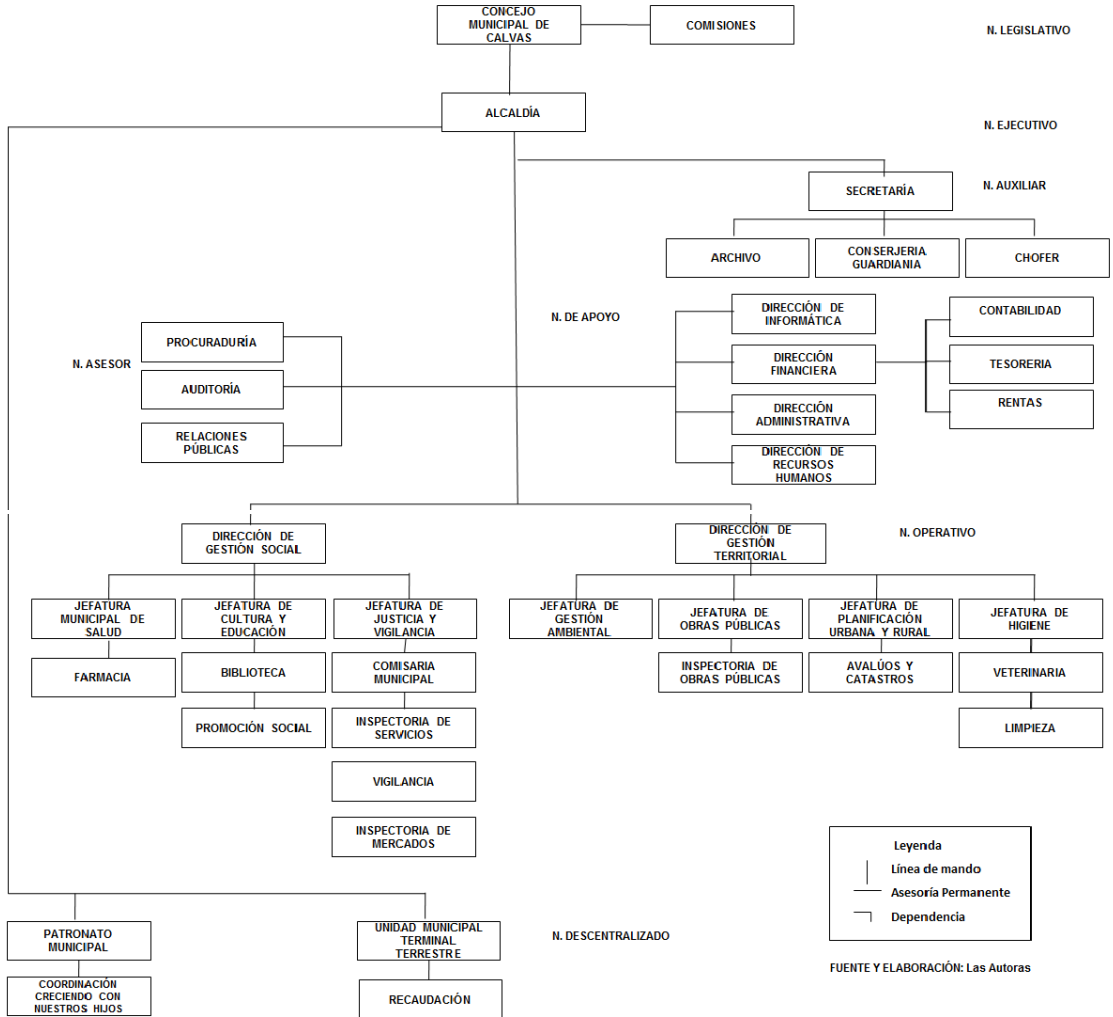 CONCEJO
MUNICIPAL DE
CALVAS
COMISIONES
N. LEGISLATIVO
ALCALDÍA
N. EJECUTIVO
SECRETARÍA
N. AUXILIAR
ARCHIVO
CONSERJERIA
GUARDIANIA
CHOFER
N. DE APOYO
DIRECCIÓN DE
INFORMÁTICA
CONTABILIDAD
PROCURADURÍA
N. ASESOR
DIRECCIÓN
FINANCIERA
TESORERIA
AUDITORÍA
RENTAS
DIRECCIÓN
ADMINISTRATIVA
RELACIONES
PÚBLICAS
DIRECCIÓN DE
RECURSOS
HUMANOS
DIRECCIÓN DE
GESTIÓN SOCIAL
DIRECCIÓN DE
GESTIÓN
TERRITORIAL
N. OPERATIVO
JEFATURA
MUNICIPAL DE
SALUD
JEFATURA DE
CULTURA Y
EDUCACIÓN
JEFATURA DE
JUSTICIA Y
VIGILANCIA
JEFATURA DE
GESTIÓN
AMBIENTAL
JEFATURA DE
OBRAS PÚBLICAS
JEFATURA DE
PLANIFICACIÓN
URBANA Y RURAL
JEFATURA DE
HIGIENE
FARMACIA
BIBLIOTECA
COMISARIA
MUNICIPAL
INSPECTORIA DE
OBRAS PÚBLICAS
AVALÚOS Y
CATASTROS
VETERINARIA
PROMOCIÓN SOCIAL
INSPECTORIA DE
SERVICIOS
LIMPIEZA
VIGILANCIA
INSPECTORIA DE
MERCADOS
Leyenda
Línea de mando
Asesoría Permanente
Dependencia
PATRONATO
MUNICIPAL
UNIDAD MUNICIPAL
TERMINAL
TERRESTRE
N. DESCENTRALIZADO
FUENTE Y ELABORACIÓN: Las Autoras
COORDINACIÓN
CRECIENDO CON
NUESTROS HIJOS
RECAUDACIÓN